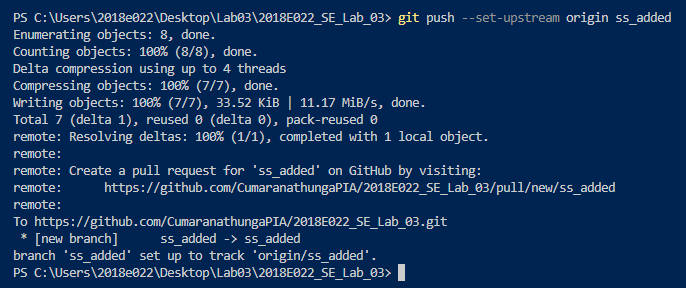 PS C:\Users\2018e022\Desktop\Lab03\2018E022_SE_Lab_03> git push --set-upstream origin ss_added
Enumerating objects: 8, done.
Counting objects: 100% (8/8), done.
Delta compression using up to 4 threads
Compressing objects: 100% (7/7), done.
Writing objects: 100% (7/7), 33.52 KiB | 11.17 MiB/s, done.
Total 7 (delta 1), reused 0 (delta 0), pack-reused 0
remote: Resolving deltas: 100% (1/1), completed with 1 local object.
remote:
remote: Create a pull request for 'ss_added' on GitHub by visiting:
remote:      https://github.com/CumaranathungaPIA/2018E022_SE_Lab_03/pull/new/ss_added
remote:
To https://github.com/CumaranathungaPIA/2018E022_SE_Lab_03.git
 * [new branch]      ss_added -> ss_added
branch 'ss_added' set up to track 'origin/ss_added'.
PS C:\Users\2018e022\Desktop\Lab03\2018E022_SE_Lab_03>